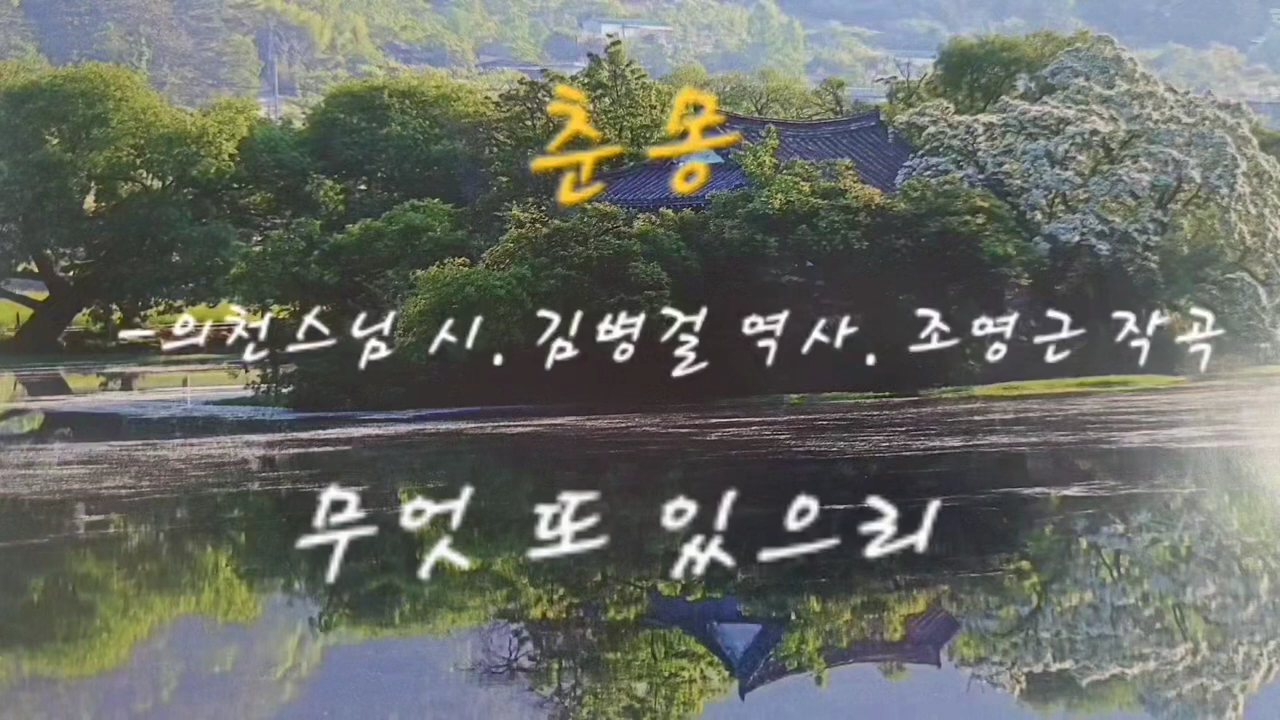 춘몽
-의천스님 시. 김병걸 역사. 조영근 작곡
무엇 또 있으리